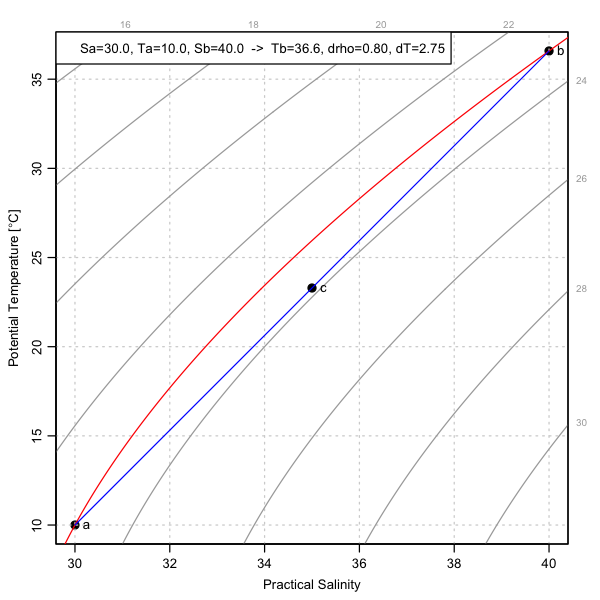 16 18 20 22
Sa=30.0, Ta=10.0, Sb=40.0 -> Tb=36.6, drho=0.80, dT=2.75
b
24
26
28
30
c
a
35
30
25
20
15
10
Potential Temperature [°C]
30 32 34 36 38 40
Practical Salinity